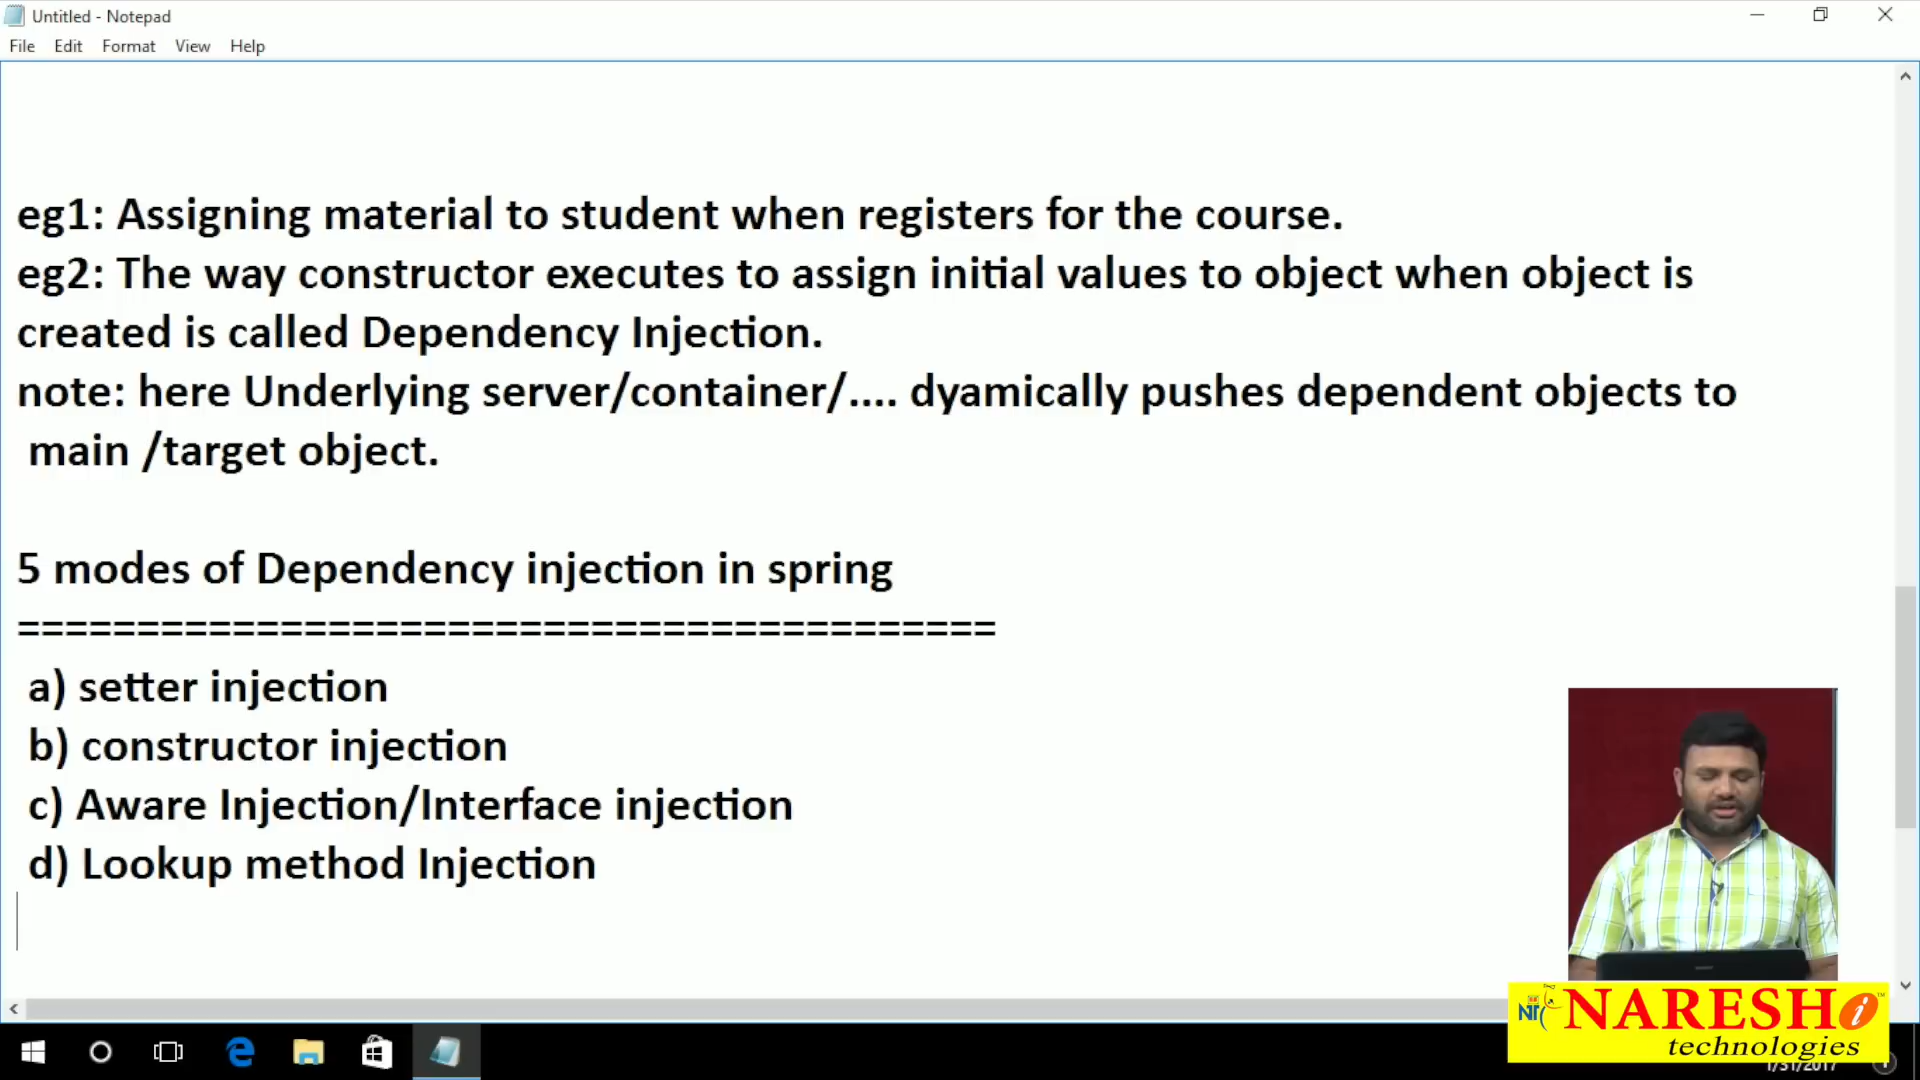 Untitled - Notepad
File Edit Format View Help
eg1: Assigning material to student when registers for the course.
eg2: The way constructor executes to assign initial values to object when object is
created is called Dependency Injection.
note: here Underlying server/container/.... dyamically pushes dependent objects to
main /target object.
5 modes of Dependency injection in spring
=========================================
a) setter injection
b) constructor injection
c) Aware Injection/Interface injection
d) Lookup method Injection
NARESH i
technologies
1/31/2017